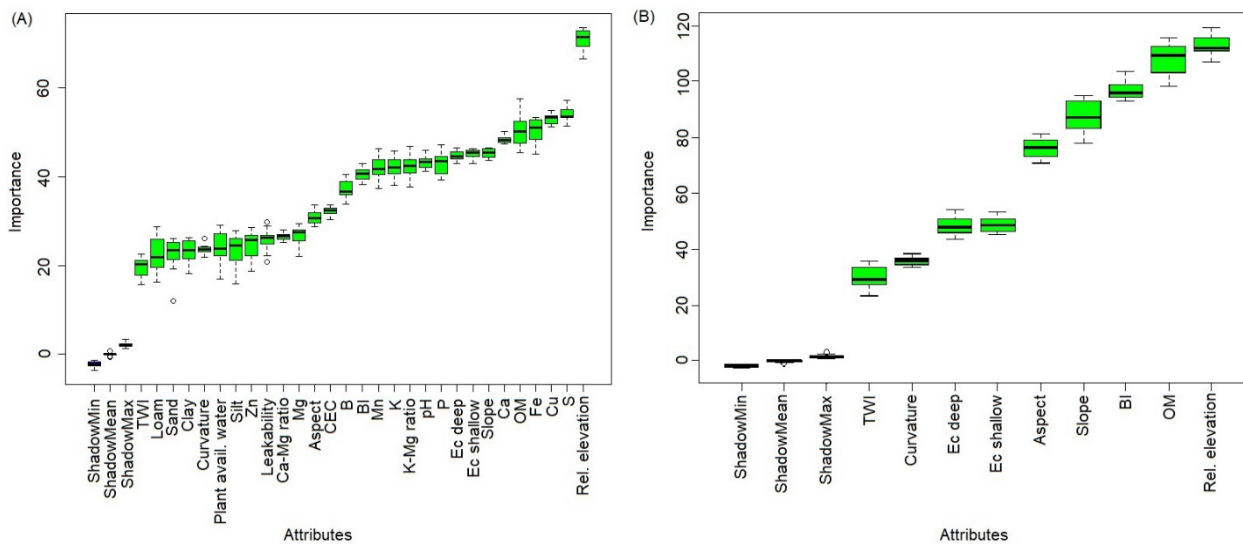 (A)
Importance
60
40
20
0
ShadowMin
ShadowMean
ShadowMax
TWI
Loam
Sand
Clay
Curvature
Plant avail. water
Silt
Zn
Leakability
Ca-Mg ratio
Mg
Aspect
CEC
B
BI
Mn
K
K-Mg ratio
pH
P
Ec deep
Ec shallow
Slope
Ca
OM
Fe
Cu
S
Rel. elevation
Attributes
(B)
Importance
120
100
80
60
40
20
0
ShadowMin
ShadowMean
ShadowMax
TWI
Curvature
Ec deep
Ec shallow
Aspect
Slope
BI
OM
Rel. elevation
Attributes